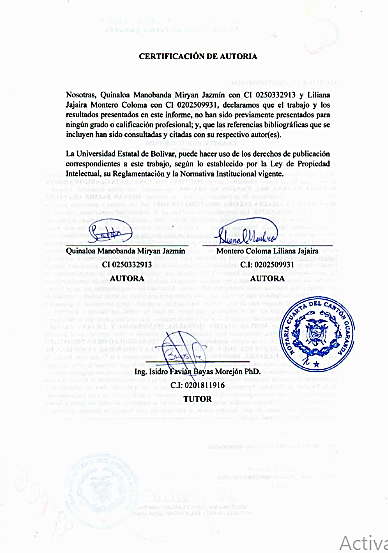 CERTIFICACIÓN DE AUTORIA
Nosotras, Quinaloa Manobanda Miryan Jazmín con CI 0250332913 y Liliana
Jajaira Montero Coloma con CI 0202509931, declaramos que el trabajo y los
resultados presentados en este informe, no han sido previamente presentados para
ningún grado o calificación profesional; y, que las referencias bibliográficas que se
incluyen han sido consultadas y citadas con su respectivo autor(es).
La Universidad Estatal de Bolívar, puede hacer uso de los derechos de publicación
correspondientes a este trabajo, según lo establecido por la Ley de Propiedad
Intelectual, su Reglamentación y la Normativa Institucional vigente.
Quinaloa Manobanda Miryan Jazmín
CI 0250332913
AUTORA
Montero Coloma Liliana Jajaira
C.I: 0202509931
AUTORA
NOTARIA CUARTA DEL CANTÓN GUARANDA
Ing. Isidro Favián Bayas Morejón PhD.
C.I: 0201811916
TUTOR
Activa